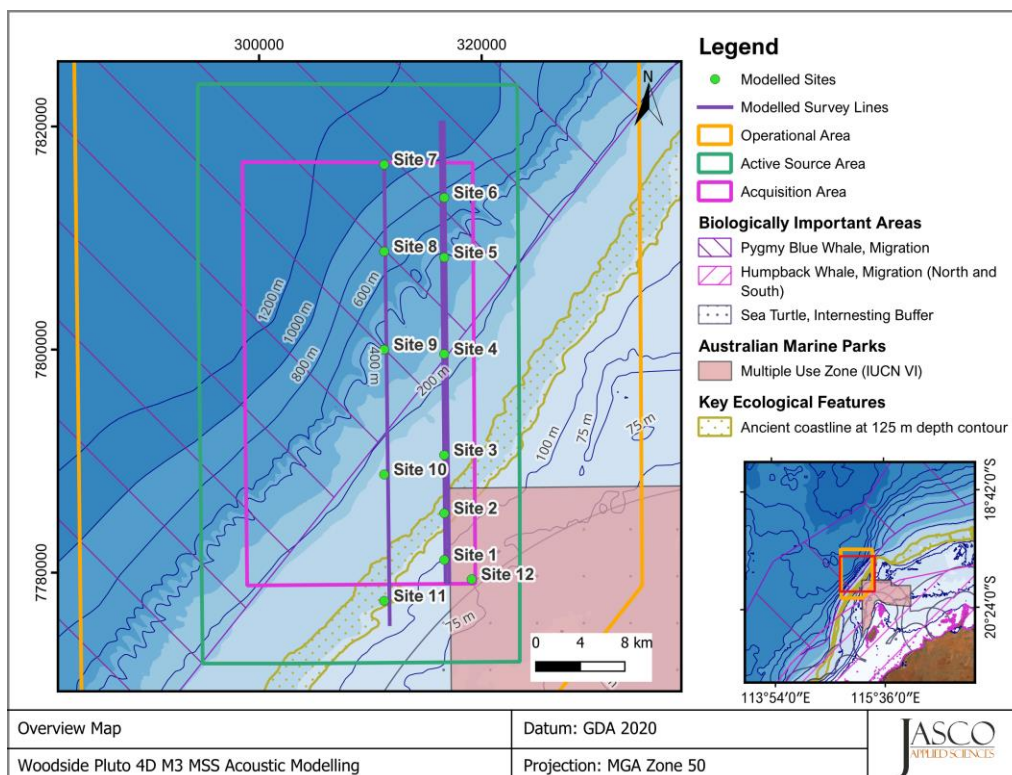 300000
320000
7820000
7800000
7780000
N
Site 7
Site 6
Site 8
Site 5
1200 m
1000 m
600 m
800 m
Site 9
400 m
Site 4
200 m
Site 3
100 m
75 m
75 m
Site 10
Site 2
Site 1
Site 12
Site 11
75 m
0 4 8 km
Legend
Modelled Sites
Modelled Survey Lines
Operational Area
Active Source Area
Acquisition Area
Biologically Important Areas
Pygmy Blue Whale, Migration
Humpback Whale, Migration (North and
South)
Sea Turtle, Internesting Buffer
Australian Marine Parks
Multiple Use Zone (IUCN VI)
Key Ecological Features
Ancient coastline at 125 m depth contour
18°42'0"S
20°24'0"S
113°54'0"E
115°36'0"E
Overview Map
Datum: GDA 2020
Woodside Pluto 4D M3 MSS Acoustic Modelling
Projection: MGA Zone 50
JASCO
APPLIED SCIENCES